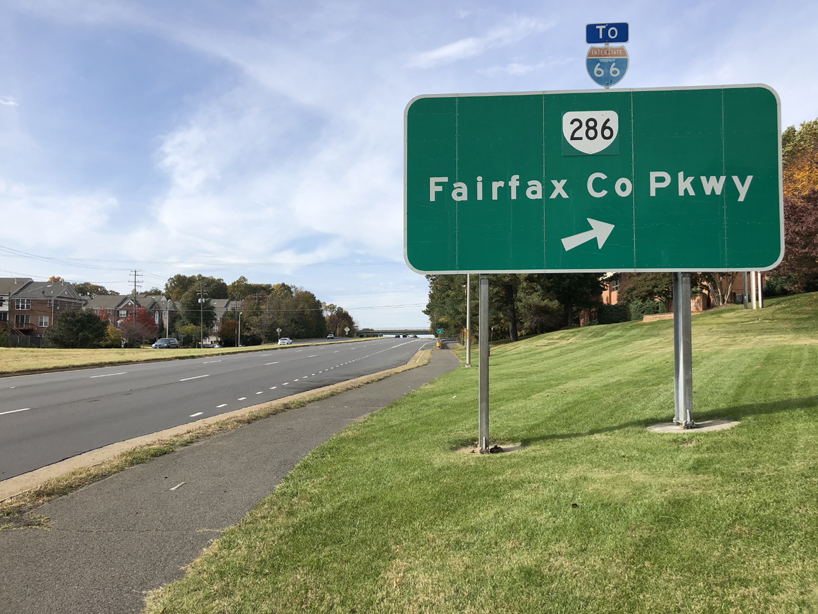 To
INTERSTATE
66
286
Fairfax Co Pkwy